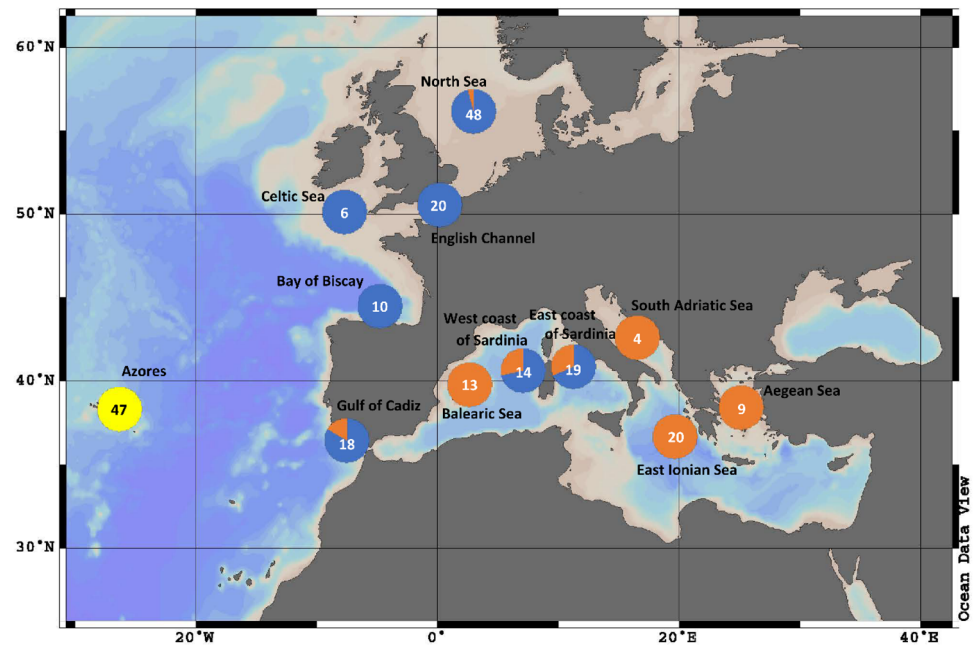 60°N
North Sea
48
Celtic Sea
6
20
50°N
English Channel
Bay of Biscay
10
South Adriatic Sea
West coast
of Sardinia
East coast
of Sardinia
4
14
19
Azores
40°N
13
Balearic Sea
Aegean Sea
47
9
Gulf of Cadiz
18
20
East Ionian Sea
30°N
20°W
0°
20°E
40°E
Ocean Data View